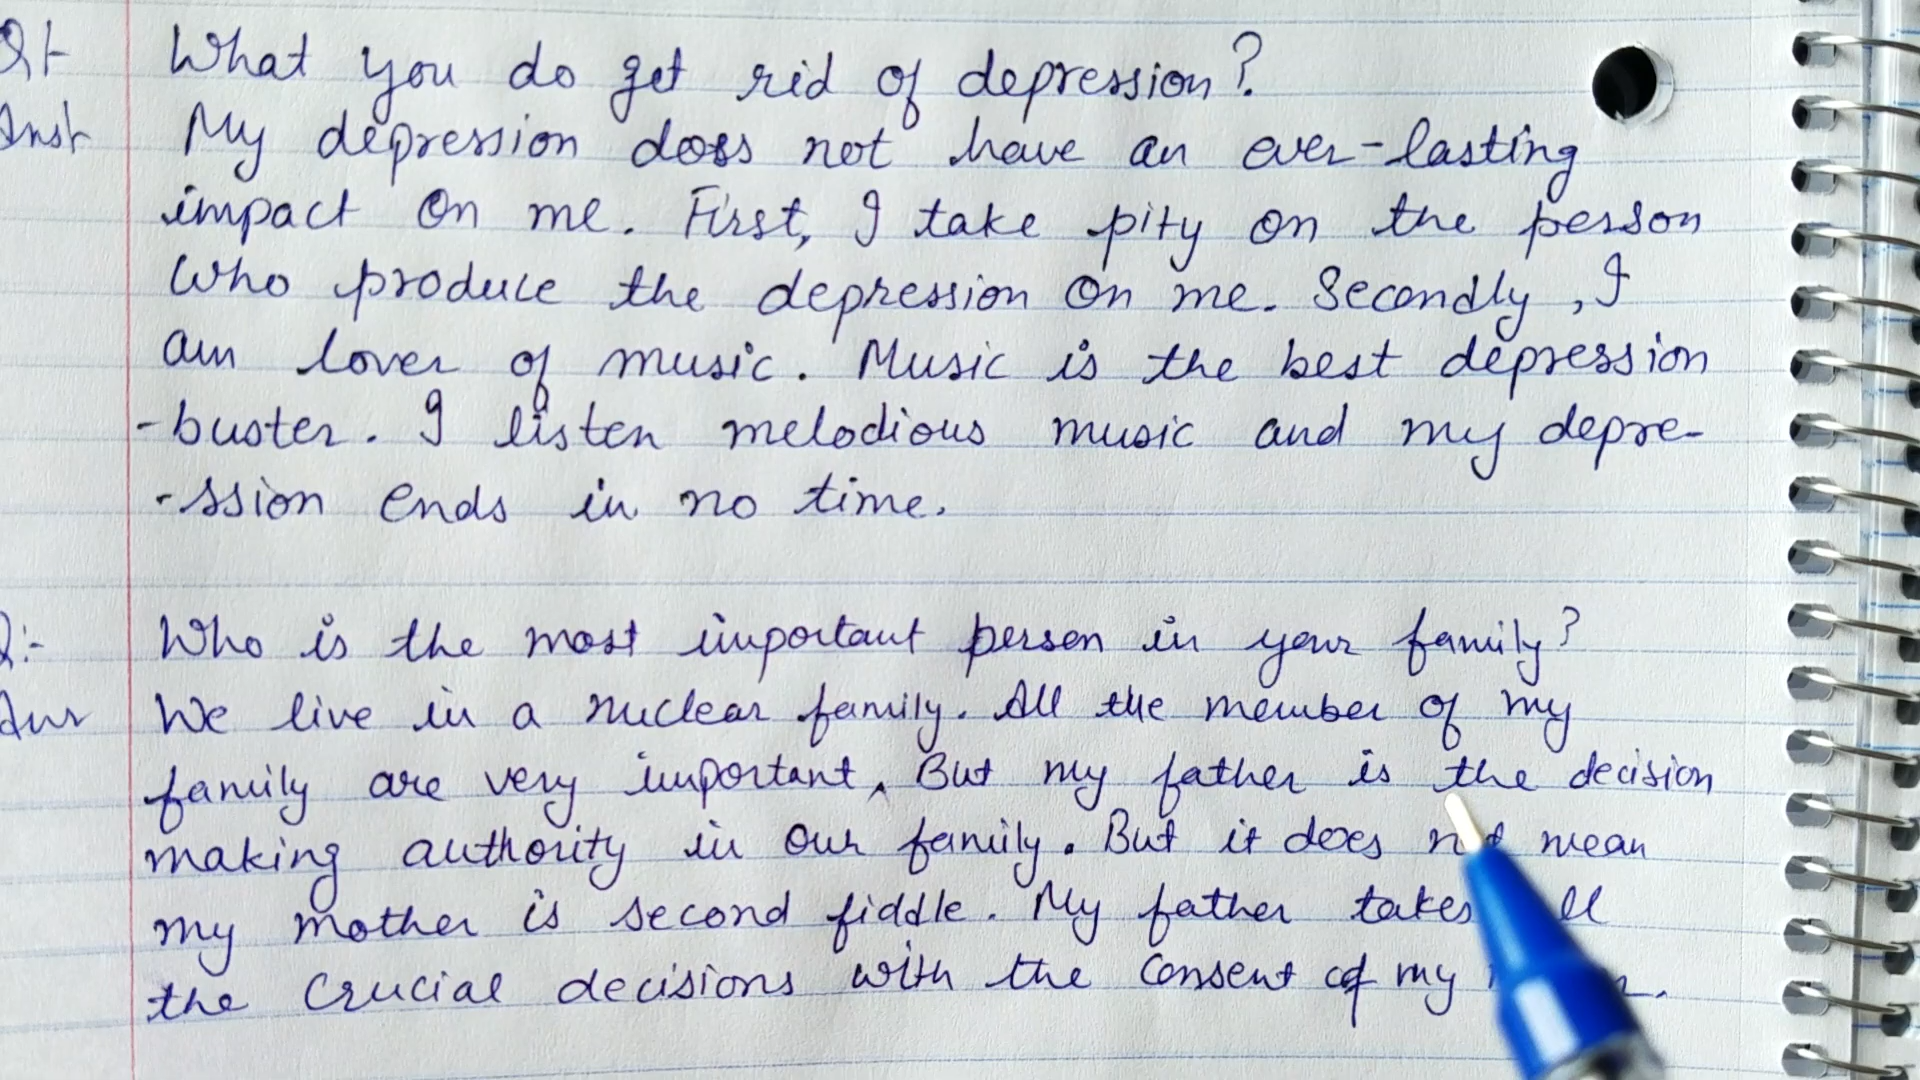 What you do get rid of depression?
Ans:- My depression does not have an ever-lasting
impact on me. First, I take pity on the person
who produce the depression on me. Secondly, I
am lover of music. Music is the best depression
-buster. I listen melodious music and my depre-
-ssion ends in no time.
Q:- Who is the most important person in your family?
Ans We live in a nuclear family. All the member of my
family are very important. But my father is the decision
making authority in our family. But it does not mean
my mother is second fiddle. My father takes
the crucial decisions with the consent of my